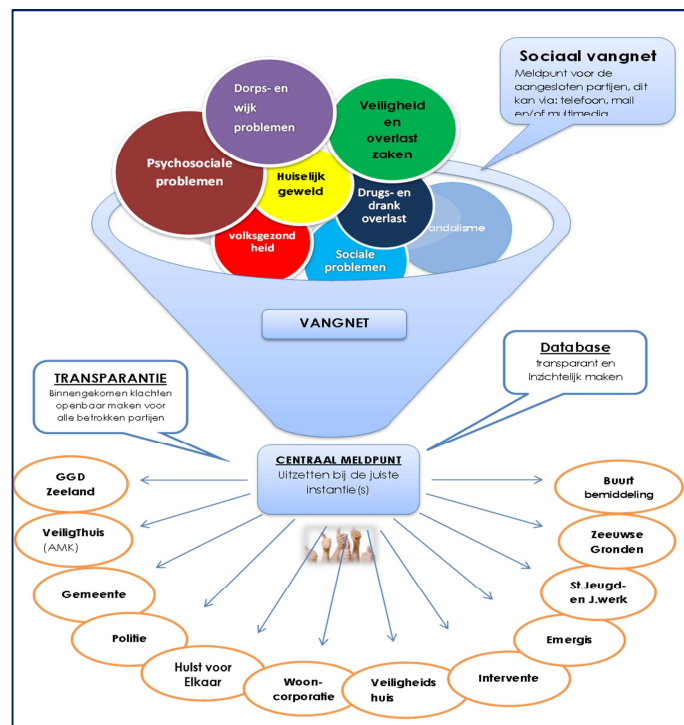 Sociaal vangnet
Meldpunt voor de
aangesloten partijen, dit
kan via: telefoon, mail
en/of multimedia
Dorps- en
wijk
problemen
Veiligheid
en
overlast
zaken
Psychosociale
problemen
Huiselijk
geweld
Drugs- en
drank
overlast
volksgezond
heid
Sociale
problemen
andalisme
VANGNET
TRANSPARANTIE
Binnengekomen klachten
openbaar maken voor
alle betrokken partijen
Database
transparant en
Inzichtelijk maken
CENTRAAL MELDPUNT
Uitzetten bij de juiste
instantie(s)
GGD
Zeeland
VeiligThuis
(AMK)
Gemeente
Politie
Hulst voor
Elkaar
Woon-
corporatie
Veiligheids
huis
Intervente
Emergis
St.Jeugd-
en J.werk
Zeeuwse
Gronden
Buurt
bemiddeling